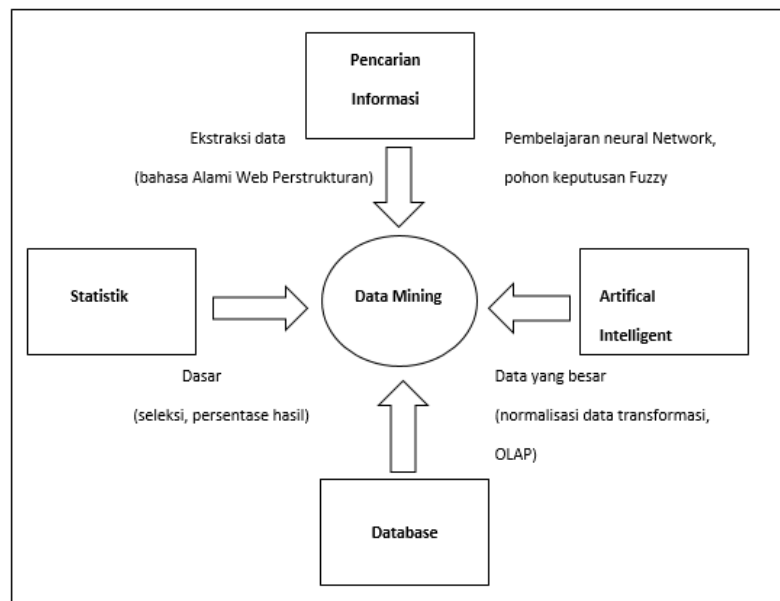 Pencarian
Informasi
Ekstraksi data
(bahasa Alami Web Perstrukturan)
Pembelajaran neural Network,
pohon keputusan Fuzzy
Statistik
Data Mining
Artifical
Intelligent
Dasar
(seleksi, persentase hasil)
Data yang besar
(normalisasi data transformasi,
OLAP)
Database